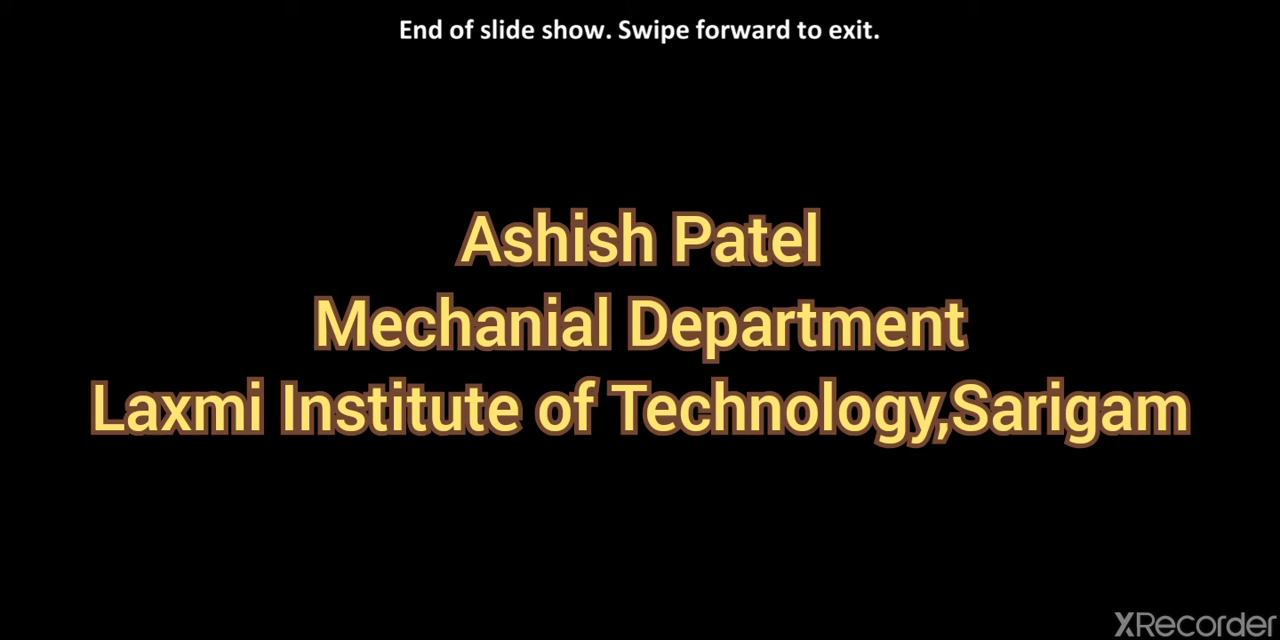 End of slide show. Swipe forward to exit.
Ashish Patel
Mechanial Department
Laxmi Institute of Technology,Sarigam
XRecorder